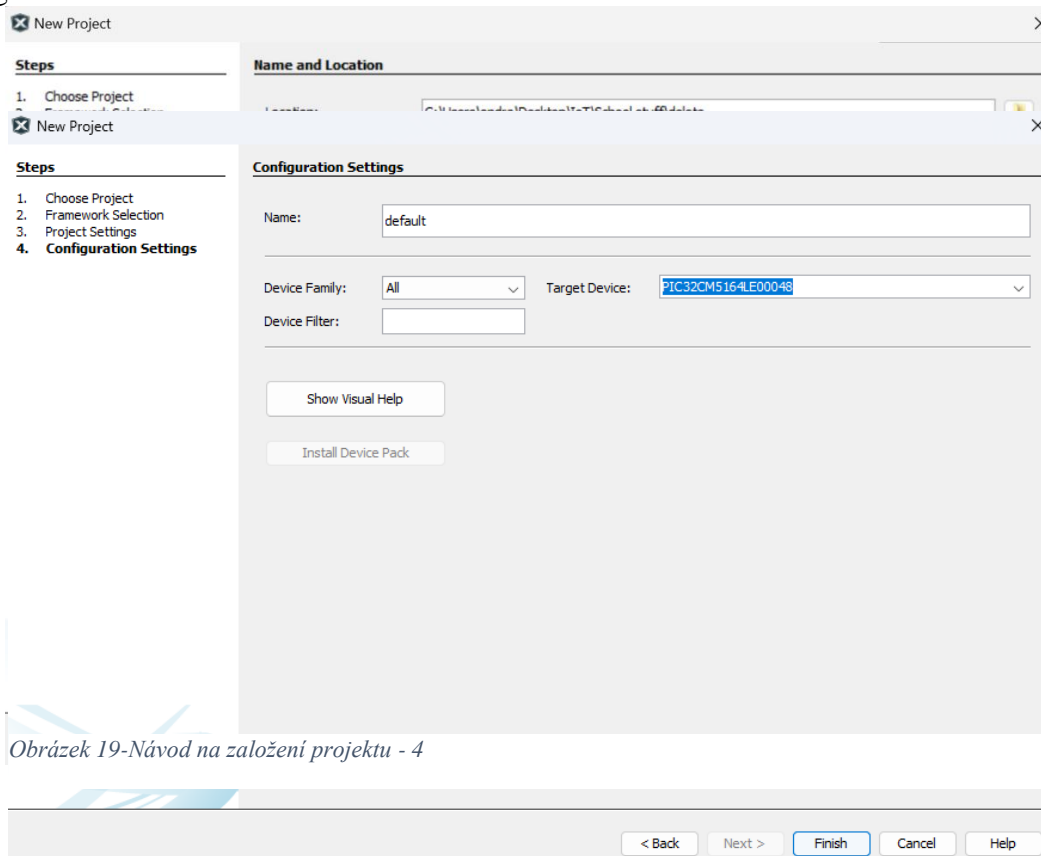 New Project
Steps
Name and Location
1. Choose Project
New Project
Steps
Configuration Settings
1. Choose Project
2. Framework Selection
3. Project Settings
4. Configuration Settings
Name: default
Device Family: All Target Device: PIC32CM5164LE00048
Device Filter:
Show Visual Help
Install Device Pack
Obrázek 19-Návod na založení projektu - 4
< Back Next > Finish Cancel Help